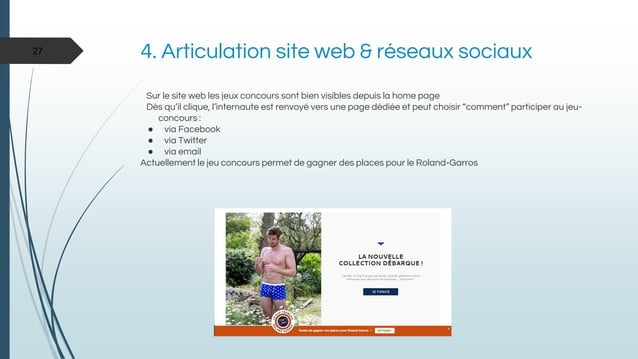 27
4. Articulation site web & réseaux sociaux
Sur le site web les jeux concours sont bien visibles depuis la home page
Dès qu’il clique, l’internaute est renvoyé vers une page dédiée et peut choisir “comment” participer au jeu-
concours :
● via Facebook
● via Twitter
● via email
Actuellement le jeu concours permet de gagner des places pour le Roland-Garros
LA NOUVELLE
COLLECTION DÉBARQUE !
JE FONCE
Tentez de gagner vos places pour Roland Garros !